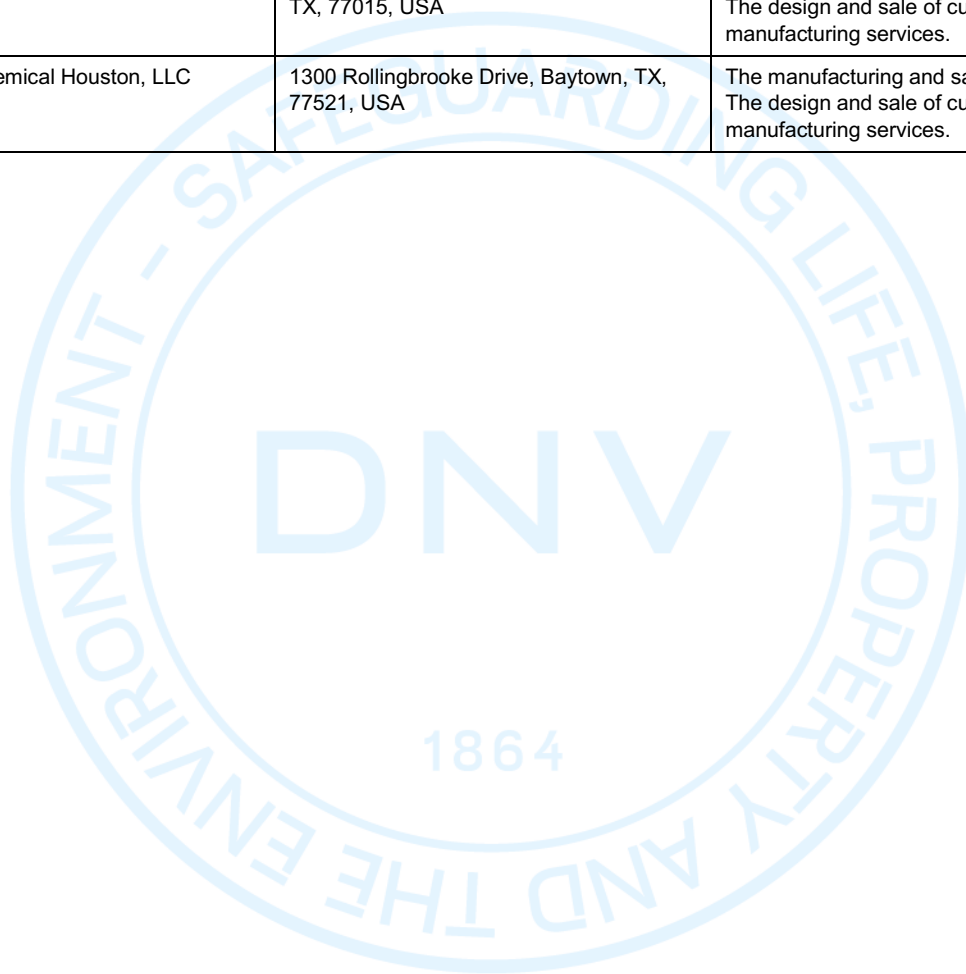 TX, 77015, USA
The design and sale of cu
manufacturing services.
emical Houston, LLC
1300 Rollingbrooke Drive, Baytown, TX,
77521, USA
The manufacturing and sa
The design and sale of cu
manufacturing services.
SAFEGUARDING LIFE, PROPERTY AND THE ENVIRONMENT -
DNV
1864